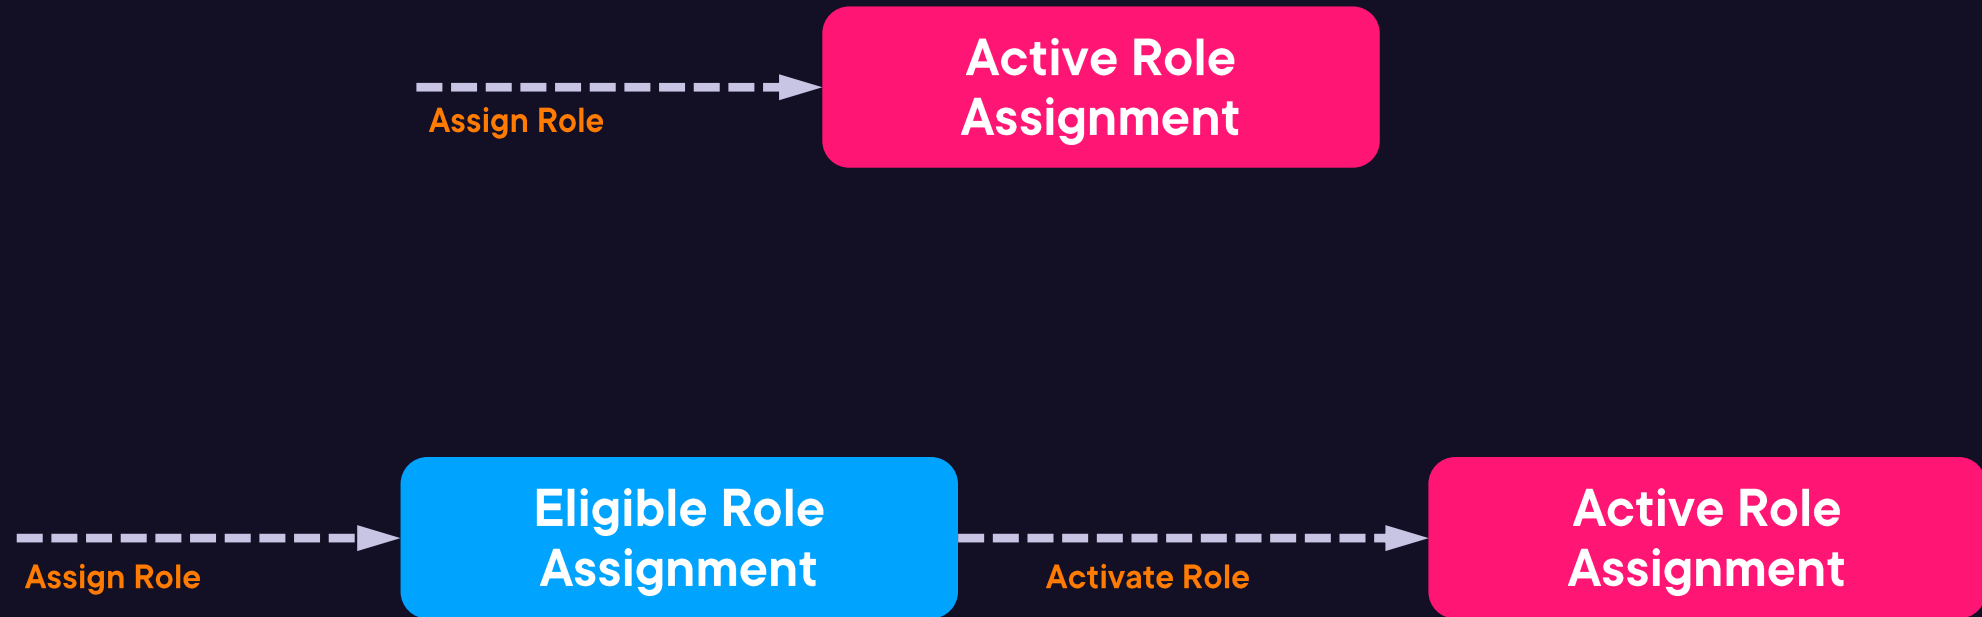 Active Role
Assignment
Assign Role
Eligible Role
Assignment
Active Role
Assignment
Assign Role
Activate Role